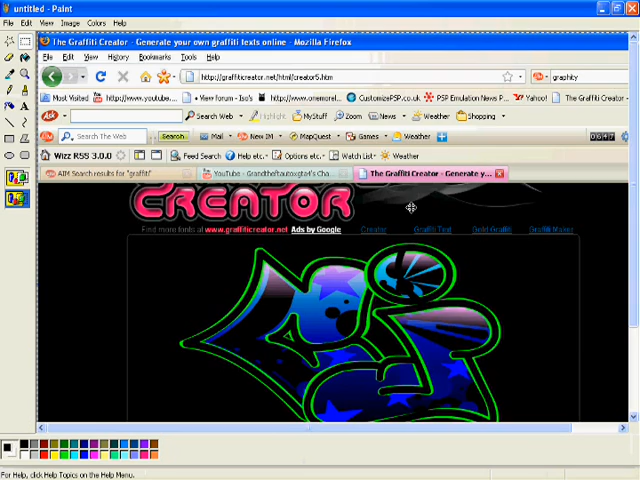 untitled - Paint
File Edit View Image Colors Help
The Graffiti Creator - Generate your own graffiti texts online - Mozilla Firefox
File Edit View History Bookmarks Tools Help
http://graffiticreator.net/html/creator5.htm
graphity
Most Visited http://www.youtube.... View forum - Iso's http://www.onemorel... CustomizePSP.co.uk PSP Emulation News P... Yahoo! The Graffiti Creator -
Ask Search Web Highlight MyStuff Zoom News Weather Shopping
Search The Web Search Mail New IM MapQuest Games Weather
Wizz RSS 3.0.0 Feed Search Help etc. Options etc. Watch List Weather
AIM Search results for "graffiti" YouTube - Grandtheftautoxgta4's Cha... The Graffiti Creator - Generate y...
CREATOR
Find more fonts at www.graffiticreator.net Ads by Google Creator Graffiti Text Gold Graffiti Graffiti Maker
For Help, click Help Topics on the Help Menu.